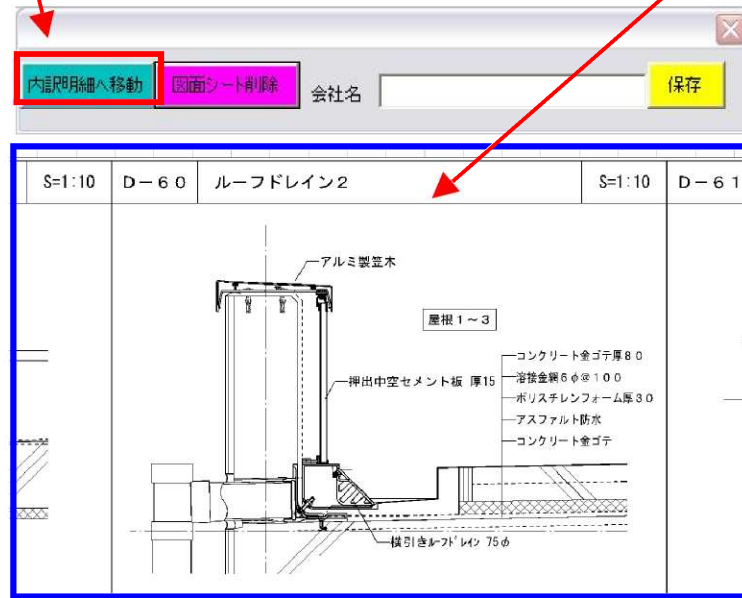 内訳明細へ移動 図面シート削除 会社名 保存
S=1:10 D－60 ルーフドレイン2 S=1:10 D－61
アルミ製笠木
屋根1～3
コンクリート金ゴテ厚80
押出中空セメント板 厚15
溶接金網6φ@100
ポリスチレンフォーム厚30
アスファルト防水
コンクリート金ゴテ
横引きルーフドレイン 75φ